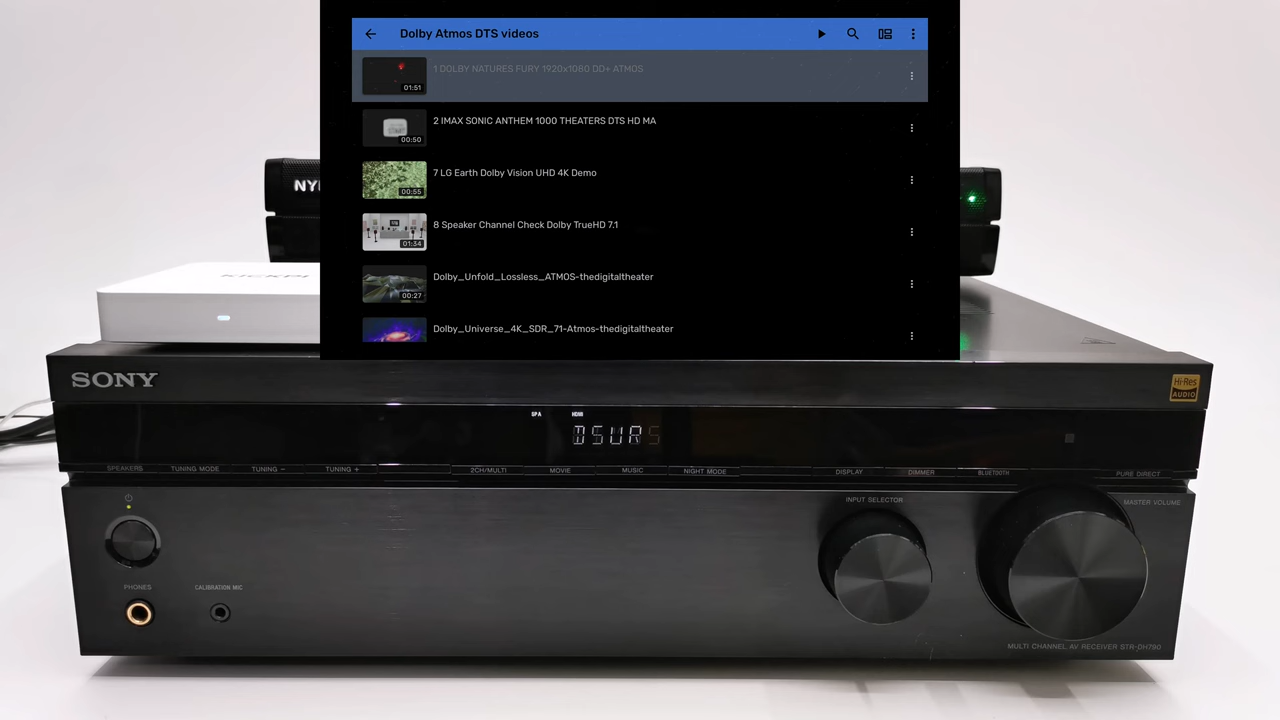 Dolby Atmos DTS videos
1 DOLBY NATURES FURY 1920x1080 DD+ ATMOS
01:51
2 IMAX SONIC ANTHEM 1000 THEATERS DTS HD MA
00:50
7 LG Earth Dolby Vision UHD 4K Demo
00:55
8 Speaker Channel Check Dolby TrueHD 7.1
01:34
Dolby_Unfold_Lossless_ATMOS-thedigitaltheater
00:27
Dolby_Universe_4K_SDR_71-Atmos-thedigitaltheater
KICKPI
SONY
Hi-Res
AUDIO
SP A HDMI
DSUR
SPEAKERS TUNING MODE TUNING − TUNING + 2CH/MULTI MOVIE MUSIC NIGHT MODE DISPLAY DIMMER BLUETOOTH PURE DIRECT
INPUT SELECTOR MASTER VOLUME
PHONES CALIBRATION MIC
MULTI CHANNEL AV RECEIVER STR-DH790